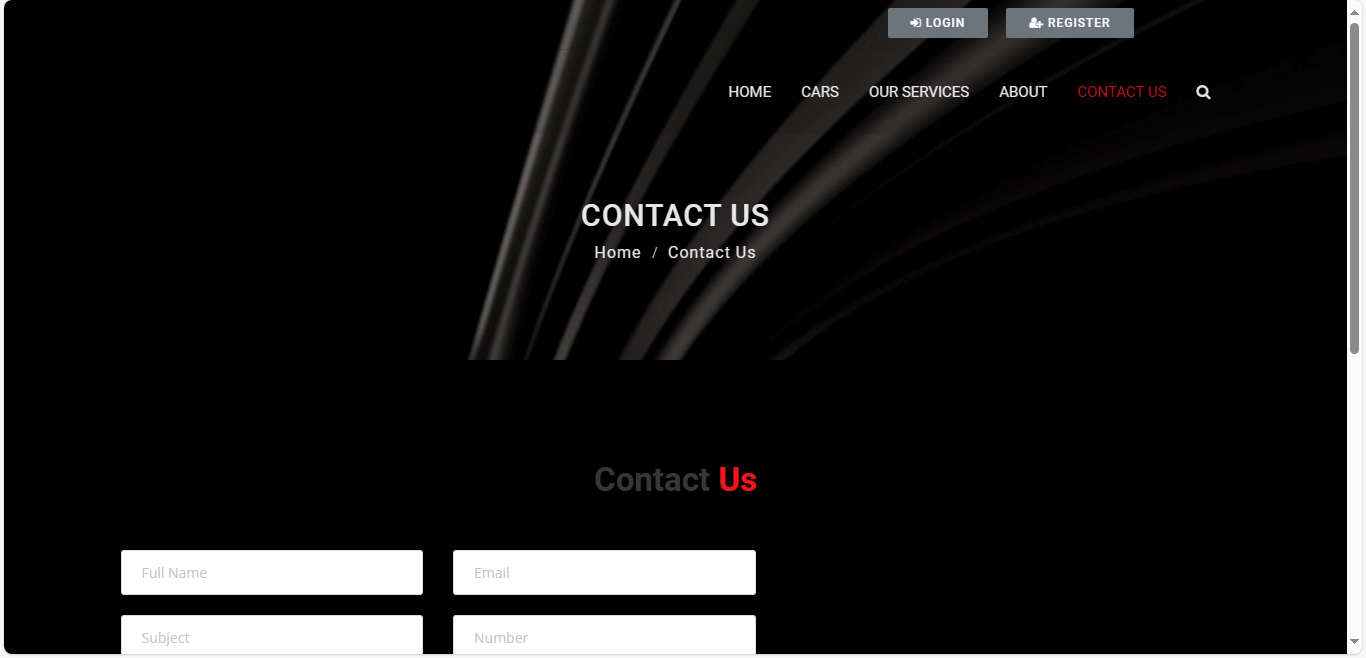 LOGIN REGISTER
HOME CARS OUR SERVICES ABOUT CONTACT US
CONTACT US
Home / Contact Us
Contact Us
Full Name Email
Subject Number